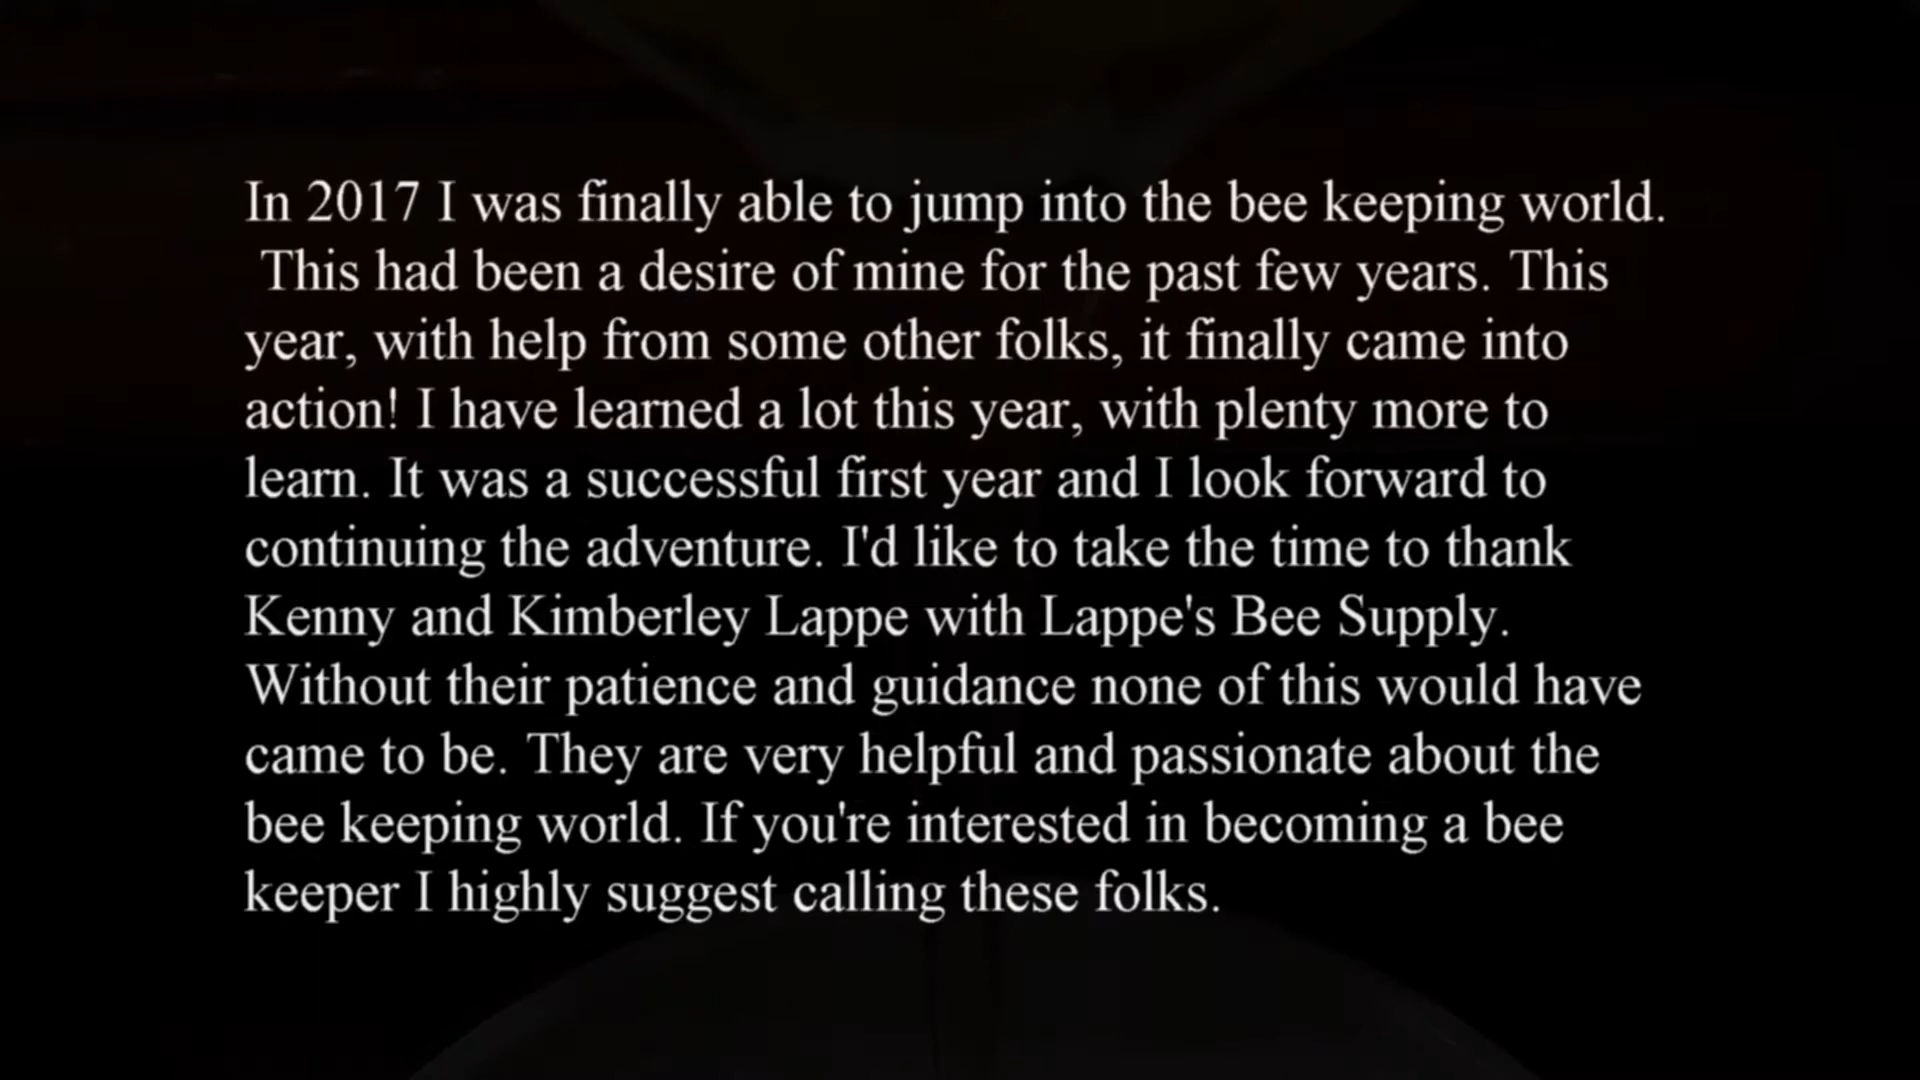 In 2017 I was finally able to jump into the bee keeping world.
This had been a desire of mine for the past few years. This
year, with help from some other folks, it finally came into
action! I have learned a lot this year, with plenty more to
learn. It was a successful first year and I look forward to
continuing the adventure. I'd like to take the time to thank
Kenny and Kimberley Lappe with Lappe's Bee Supply.
Without their patience and guidance none of this would have
came to be. They are very helpful and passionate about the
bee keeping world. If you're interested in becoming a bee
keeper I highly suggest calling these folks.